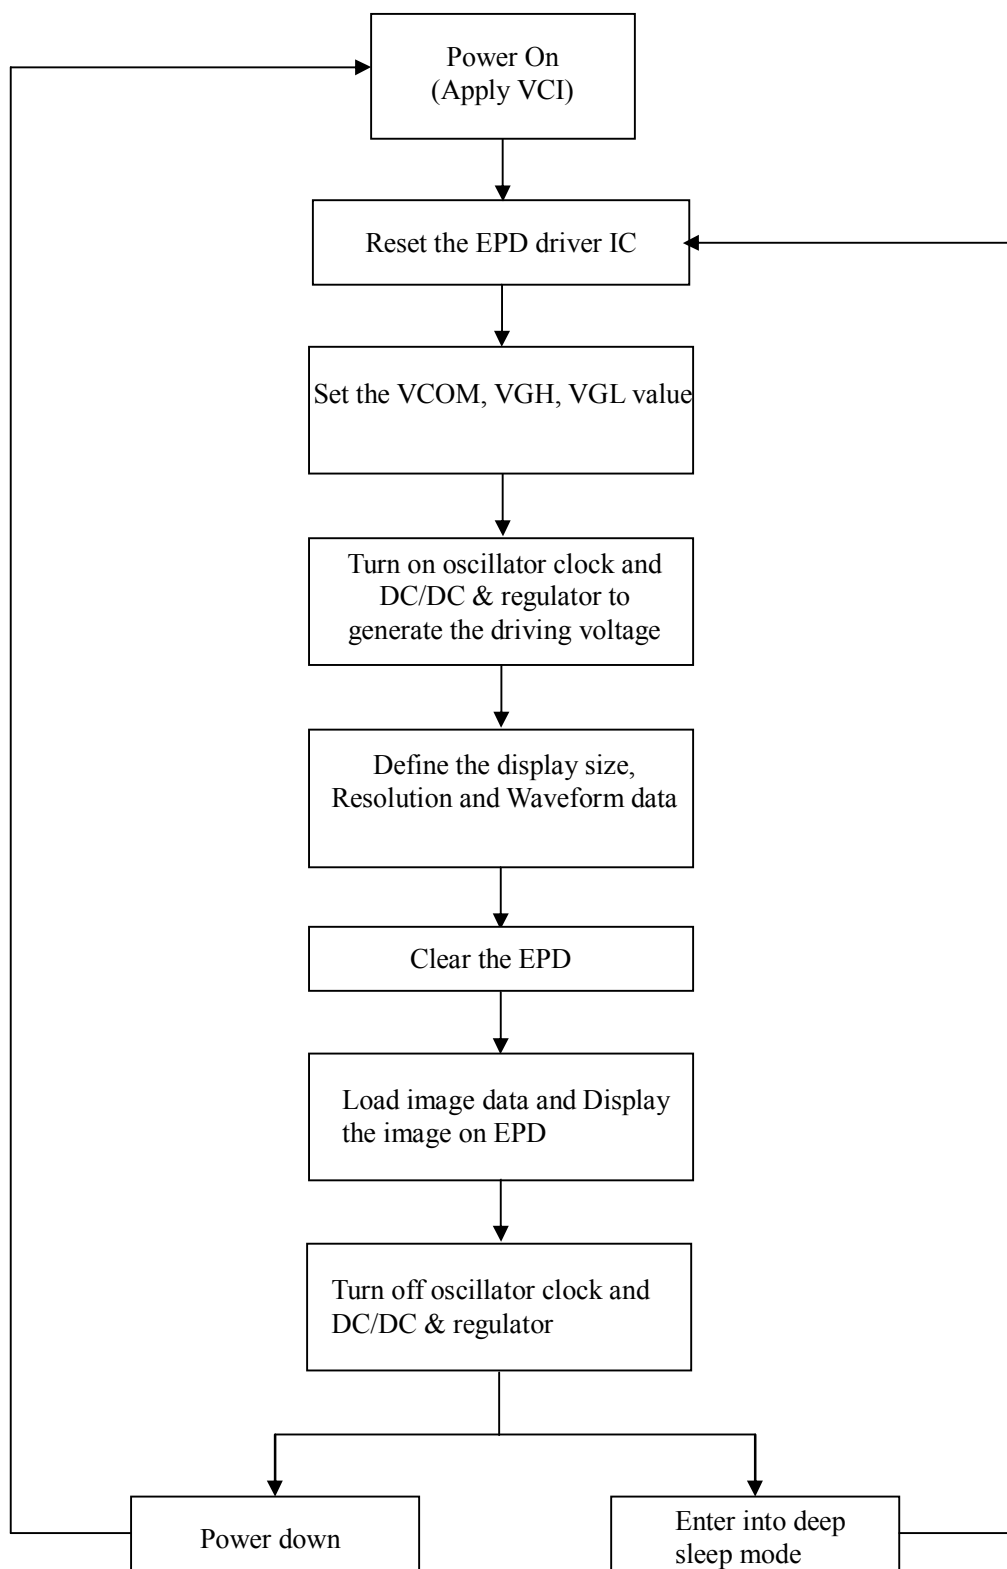 Power On
(Apply VCI)
Reset the EPD driver IC
Set the VCOM, VGH, VGL value
Turn on oscillator clock and
DC/DC & regulator to
generate the driving voltage
Define the display size,
Resolution and Waveform data
Clear the EPD
Load image data and Display
the image on EPD
Turn off oscillator clock and
DC/DC & regulator
Power down
Enter into deep
sleep mode